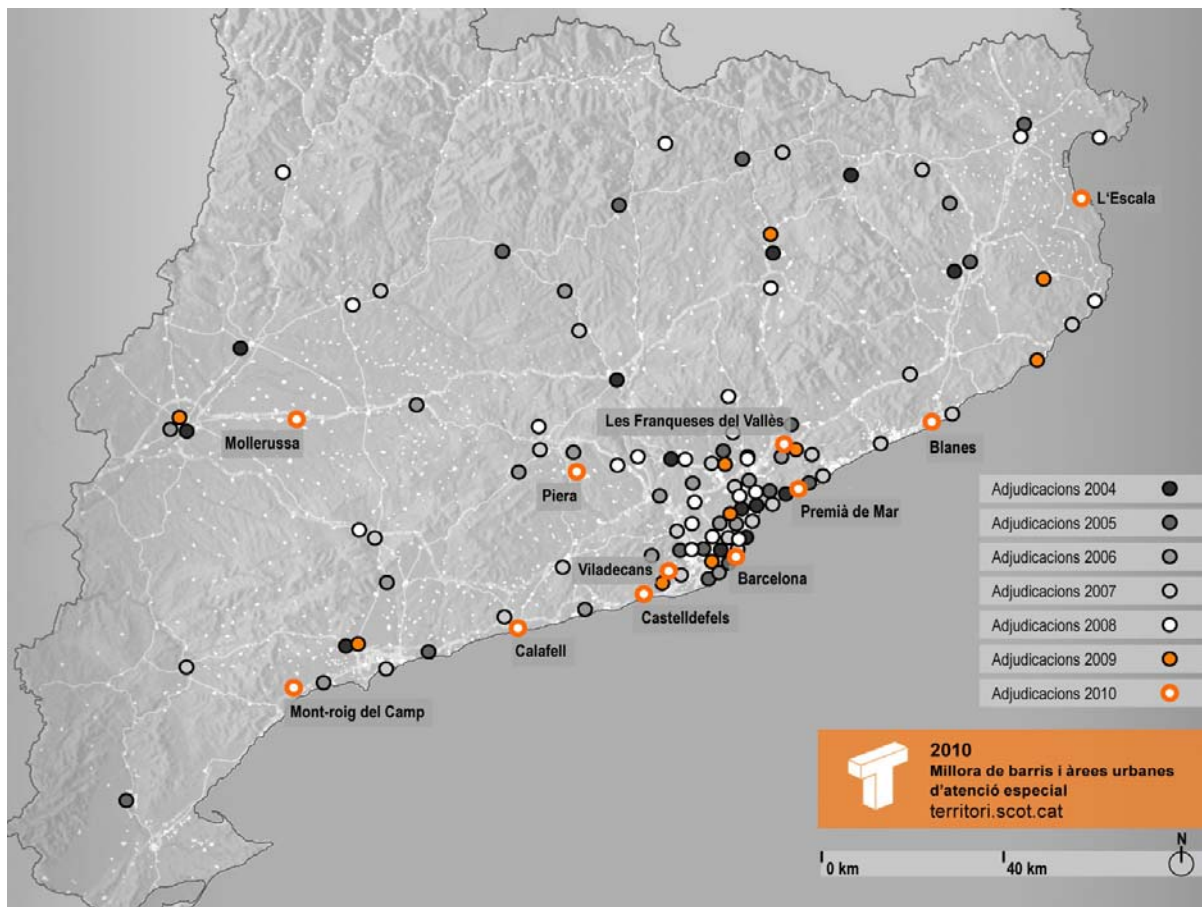 L'Escala
Les Franqueses del Vallès
Mollerussa
Blanes
Piera
Premià de Mar
Viladecans
Barcelona
Castelldefels
Calafell
Mont-roig del Camp
Adjudicacions 2004
Adjudicacions 2005
Adjudicacions 2006
Adjudicacions 2007
Adjudicacions 2008
Adjudicacions 2009
Adjudicacions 2010
2010
Millora de barris i àrees urbanes
d'atenció especial
territori.scot.cat
N
0 km 40 km